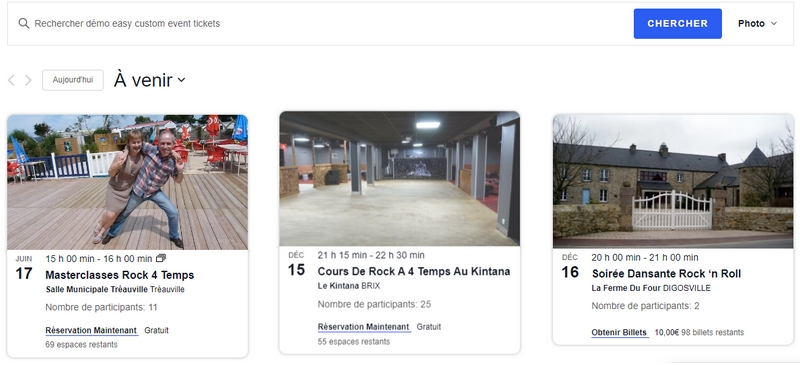 Rechercher démo easy custom event tickets
CHERCHER
Photo
Aujourd'hui
À venir
JUIN
17
15 h 00 min - 16 h 00 min
Masterclasses Rock 4 Temps
Salle Municipale Tréauville Tréauville
Nombre de participants: 11
Réservation Maintenant Gratuit
69 espaces restants
DÉC
15
21 h 15 min - 22 h 30 min
Cours De Rock A 4 Temps Au Kintana
Le Kintana BRIX
Nombre de participants: 25
Réservation Maintenant Gratuit
55 espaces restants
DÉC
16
20 h 00 min - 21 h 00 min
Soirée Dansante Rock ‘n Roll
La Ferme Du Four DIGOSVILLE
Nombre de participants: 2
Obtenir Billets 10,00€ 98 billets restants